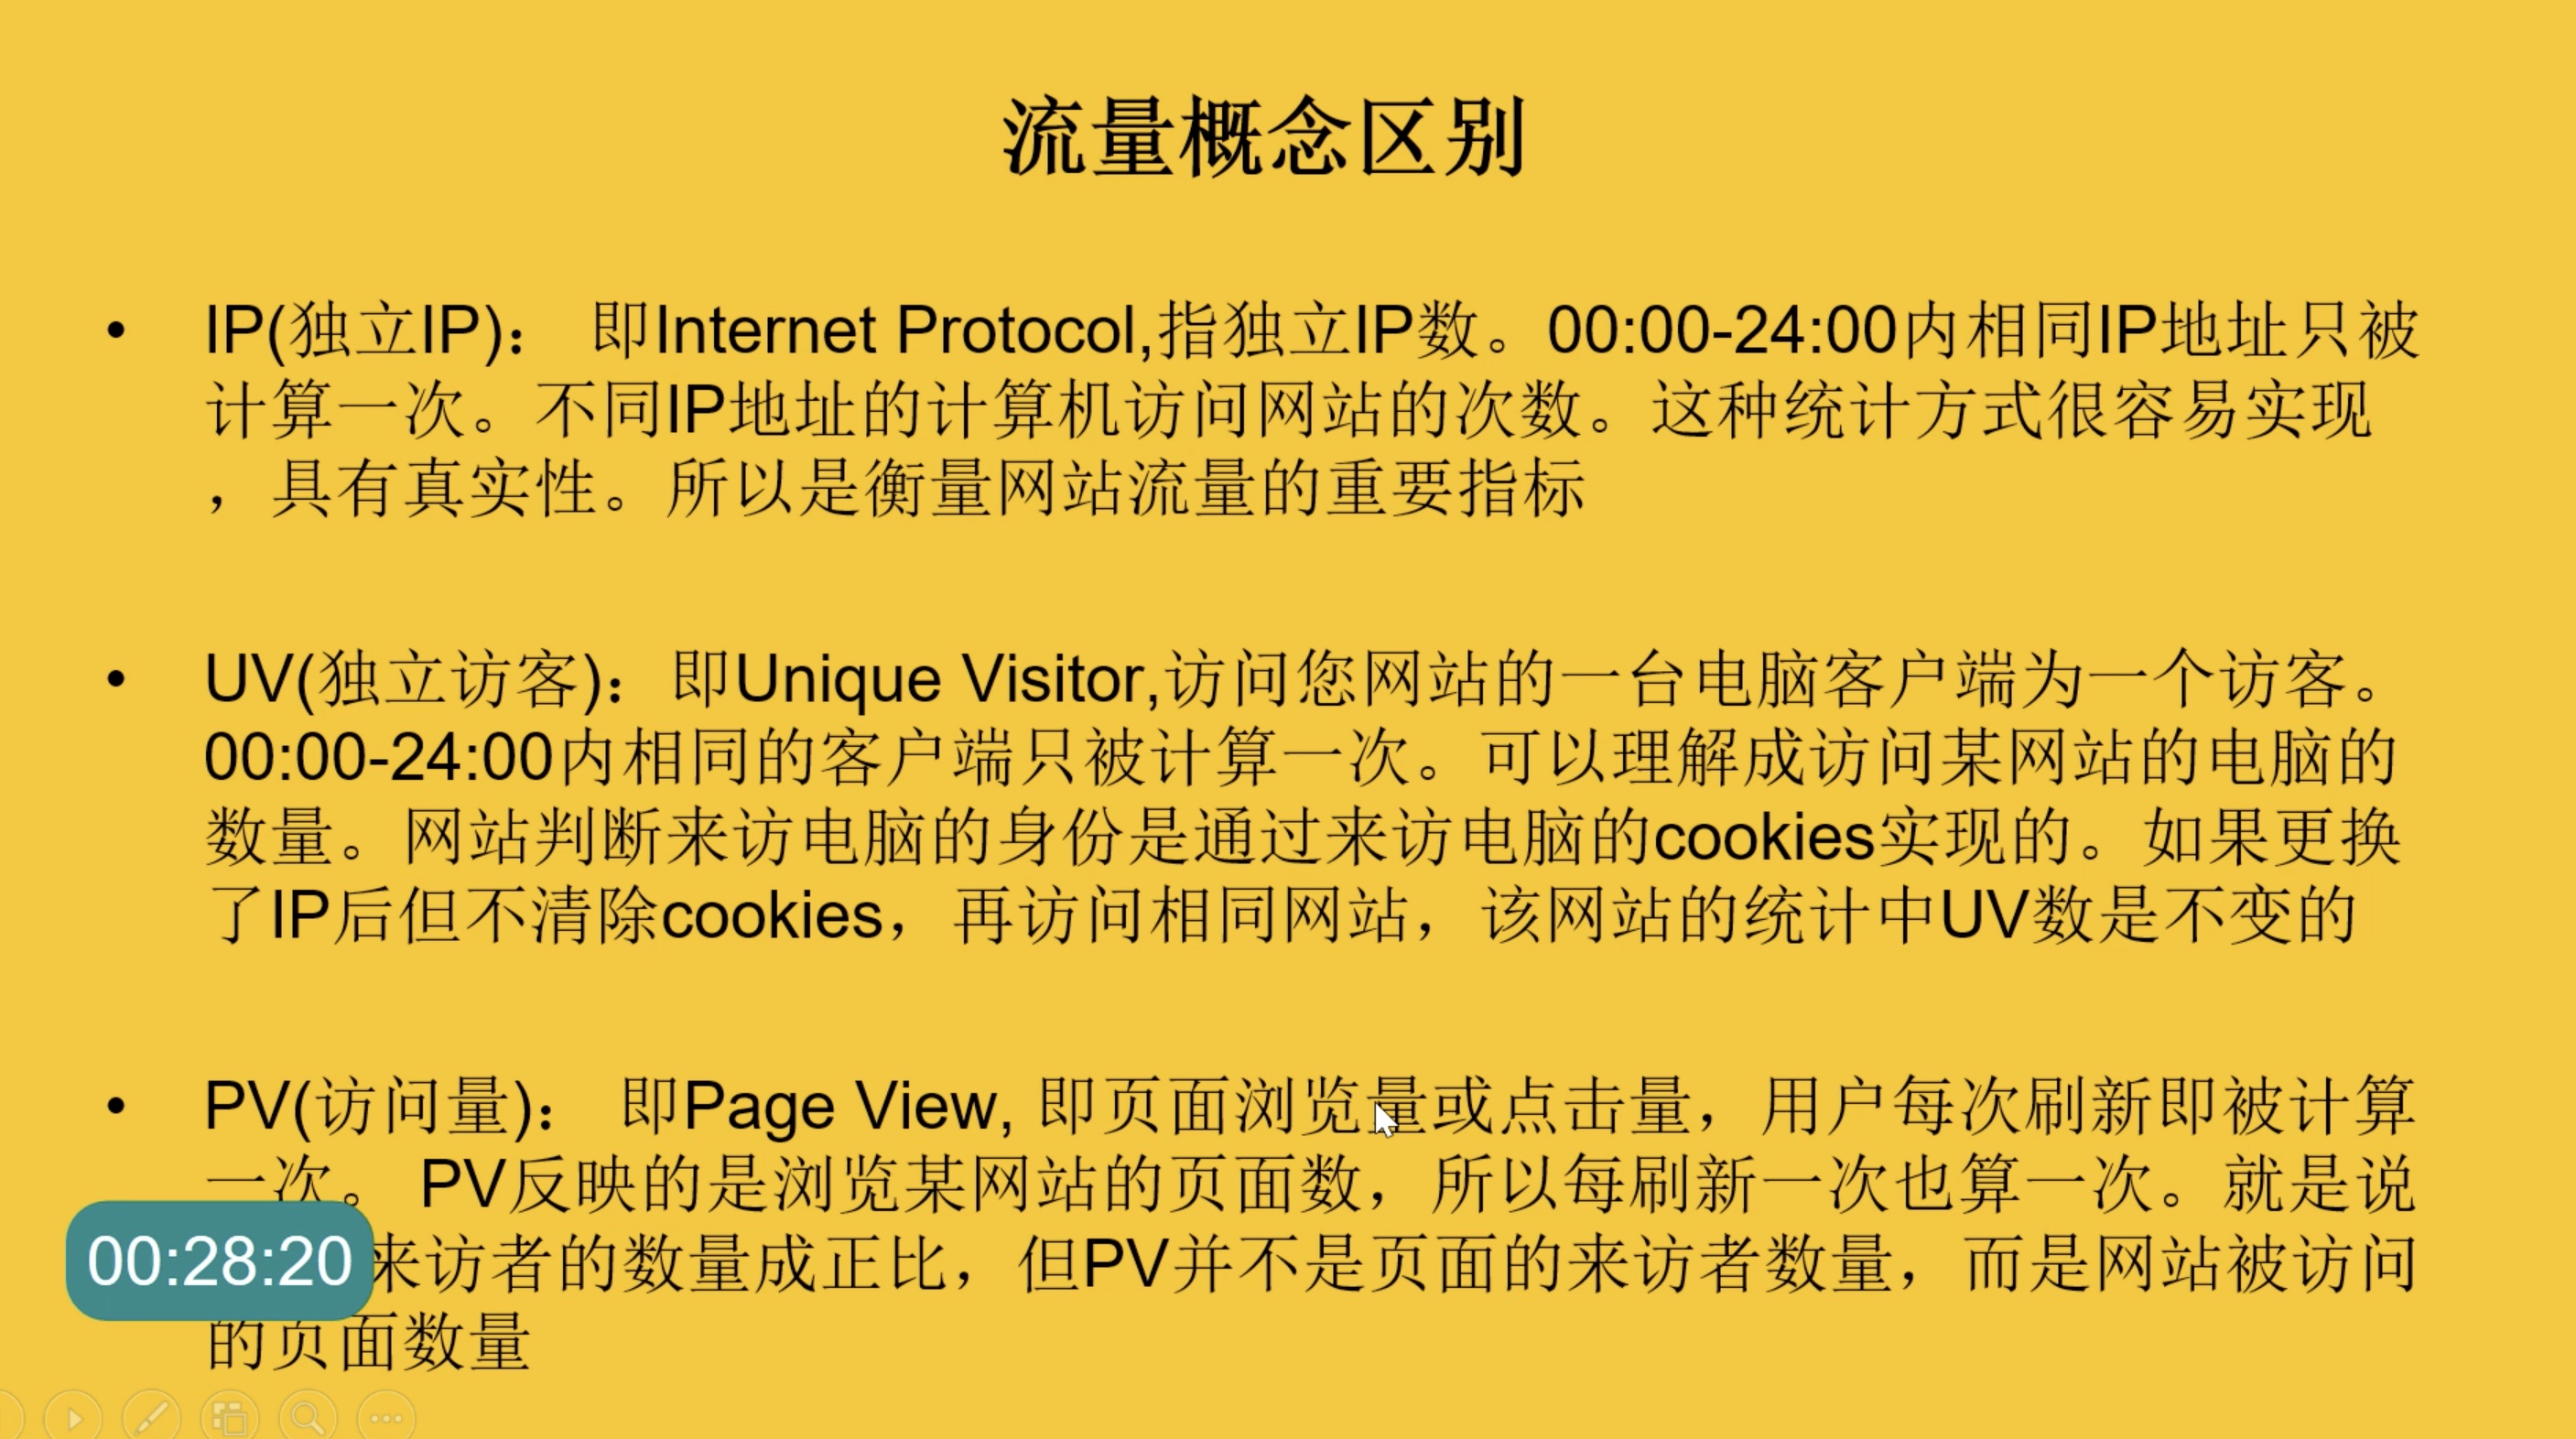 流量概念区别
• IP(独立IP)： 即Internet Protocol,指独立IP数。00:00-24:00内相同IP地址只被
计算一次。不同IP地址的计算机访问网站的次数。这种统计方式很容易实现
，具有真实性。所以是衡量网站流量的重要指标
• UV(独立访客)： 即Unique Visitor,访问您网站的一台电脑客户端为一个访客。
00:00-24:00内相同的客户端只被计算一次。可以理解成访问某网站的电脑的
数量。网站判断来访电脑的身份是通过来访电脑的cookies实现的。如果更换
了IP后但不清除cookies，再访问相同网站，该网站的统计中UV数是不变的
• PV(访问量)： 即Page View, 即页面浏览量或点击量，用户每次刷新即被计算
一次。 PV反映的是浏览某网站的页面数，所以每刷新一次也算一次。就是说
00:28:20
来访者的数量成正比，但PV并不是页面的来访者数量，而是网站被访问
的页面数量